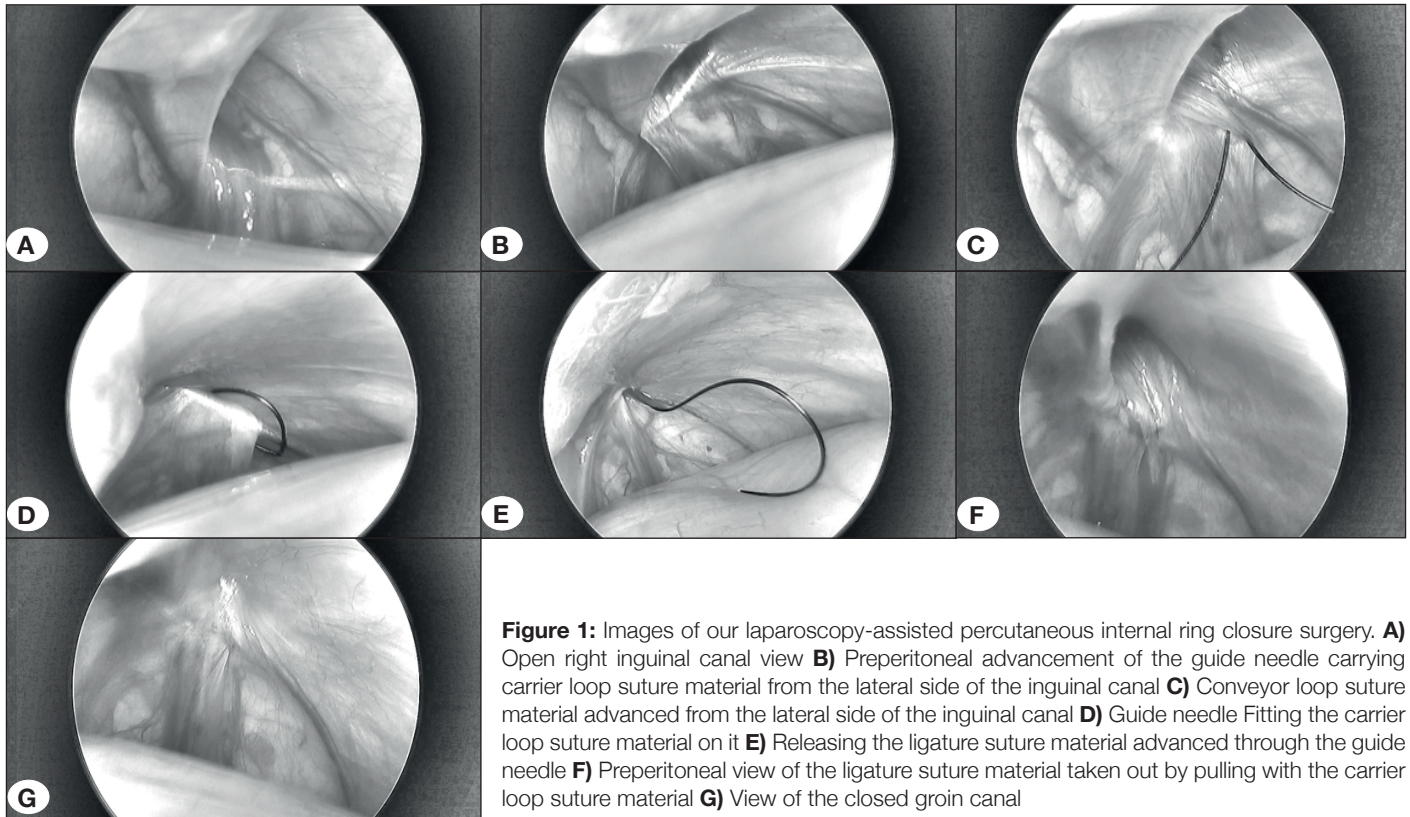 A
B
C
D
E
F
G
Figure 1: Images of our laparoscopy-assisted percutaneous internal ring closure surgery. A)
Open right inguinal canal view B) Preperitoneal advancement of the guide needle carrying
carrier loop suture material from the lateral side of the inguinal canal C) Conveyor loop suture
material advanced from the lateral side of the inguinal canal D) Guide needle Fitting the carrier
loop suture material on it E) Releasing the ligature suture material advanced through the guide
needle F) Preperitoneal view of the ligature suture material taken out by pulling with the carrier
loop suture material G) View of the closed groin canal